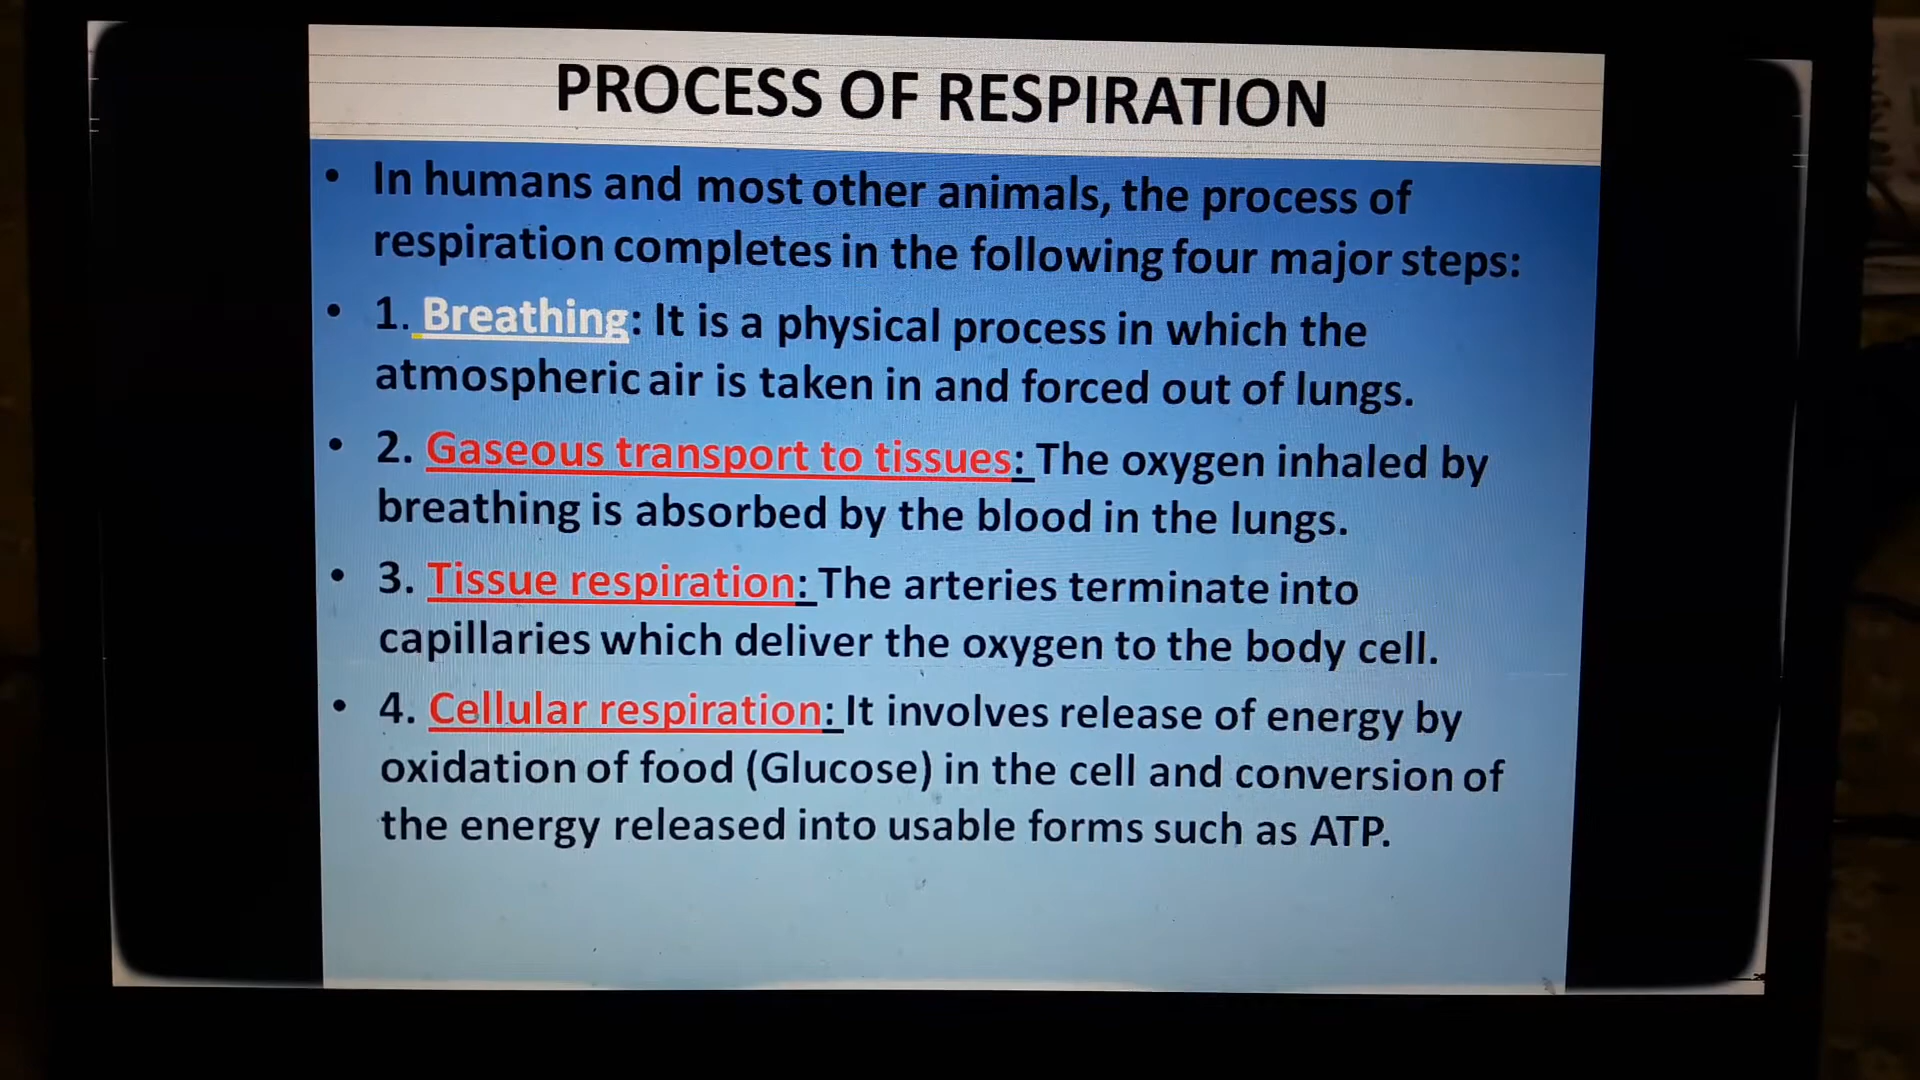 PROCESS OF RESPIRATION
• In humans and most other animals, the process of
respiration completes in the following four major steps:
• 1. Breathing: It is a physical process in which the
atmospheric air is taken in and forced out of lungs.
• 2. Gaseous transport to tissues: The oxygen inhaled by
breathing is absorbed by the blood in the lungs.
• 3. Tissue respiration: The arteries terminate into
capillaries which deliver the oxygen to the body cell.
• 4. Cellular respiration: It involves release of energy by
oxidation of food (Glucose) in the cell and conversion of
the energy released into usable forms such as ATP.